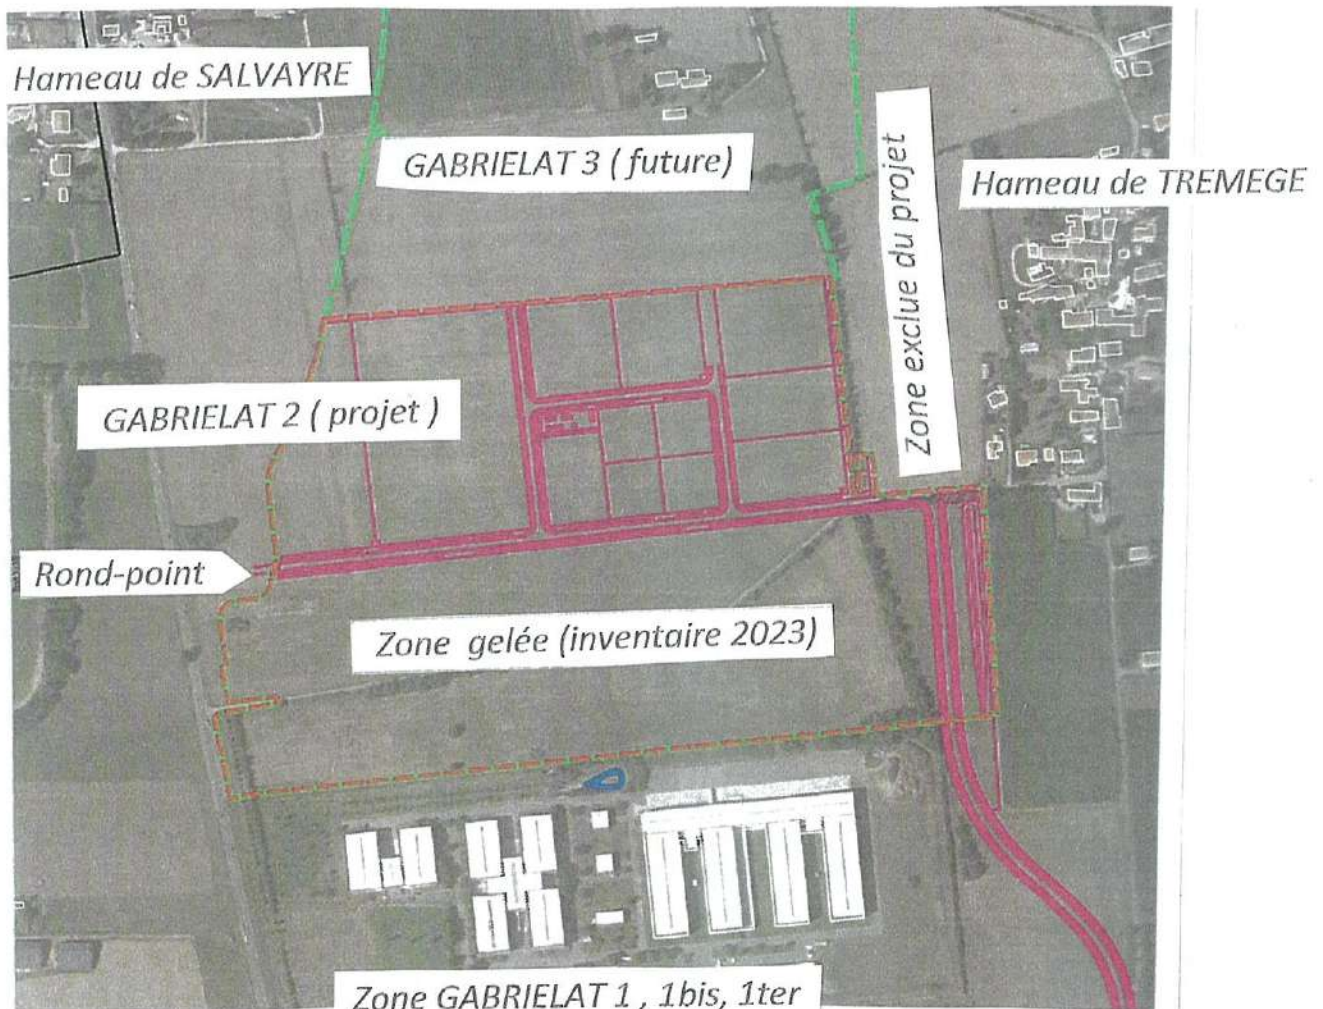 Hameau de SALVAYRE
GABRIELAT 3 ( future)
Zone exclue du projet
Hameau de TREMEGE
GABRIELAT 2 ( projet )
Rond-point
Zone gelée (inventaire 2023)
Zone GABRIELAT 1 , 1bis, 1ter